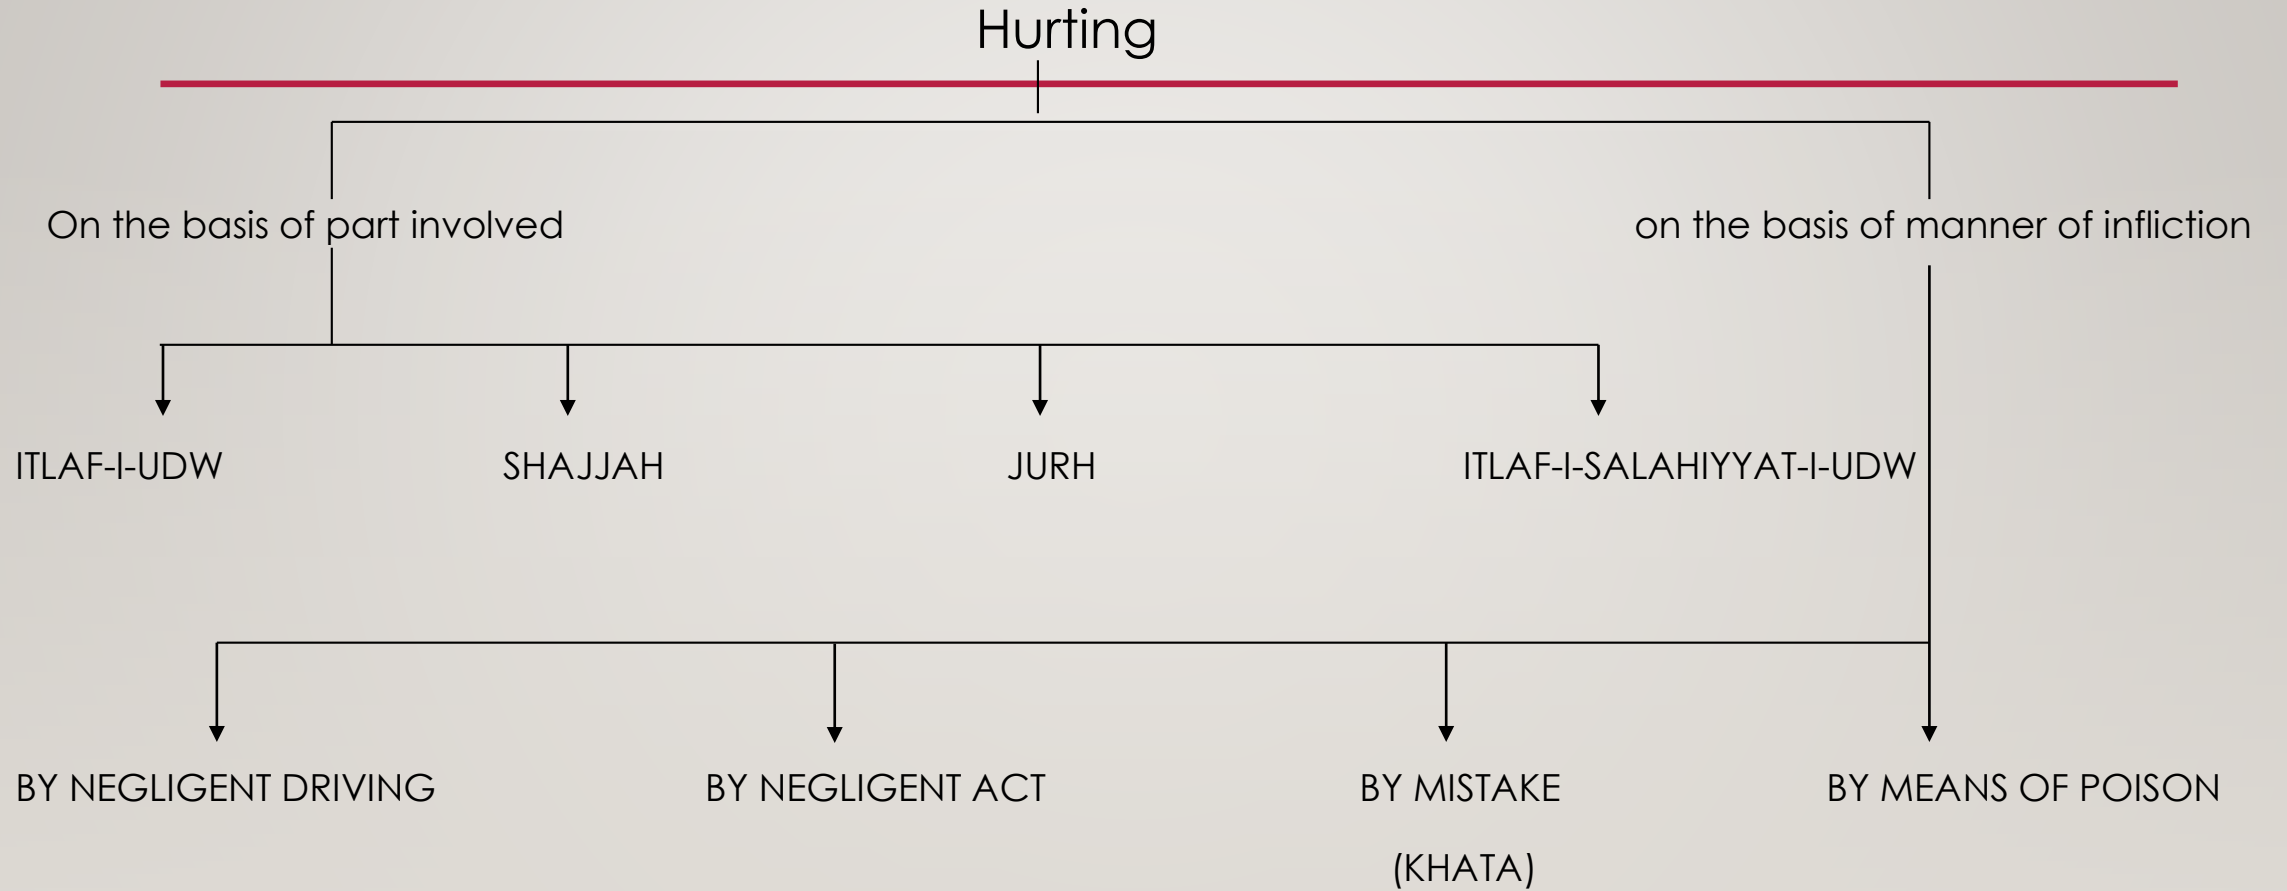 Hurting
On the basis of part involved
on the basis of manner of infliction
ITLAF-I-UDW
SHAJJAH
JURH
ITLAF-I-SALAHIYYAT-I-UDW
BY NEGLIGENT DRIVING
BY NEGLIGENT ACT
BY MISTAKE
(KHATA)
BY MEANS OF POISON